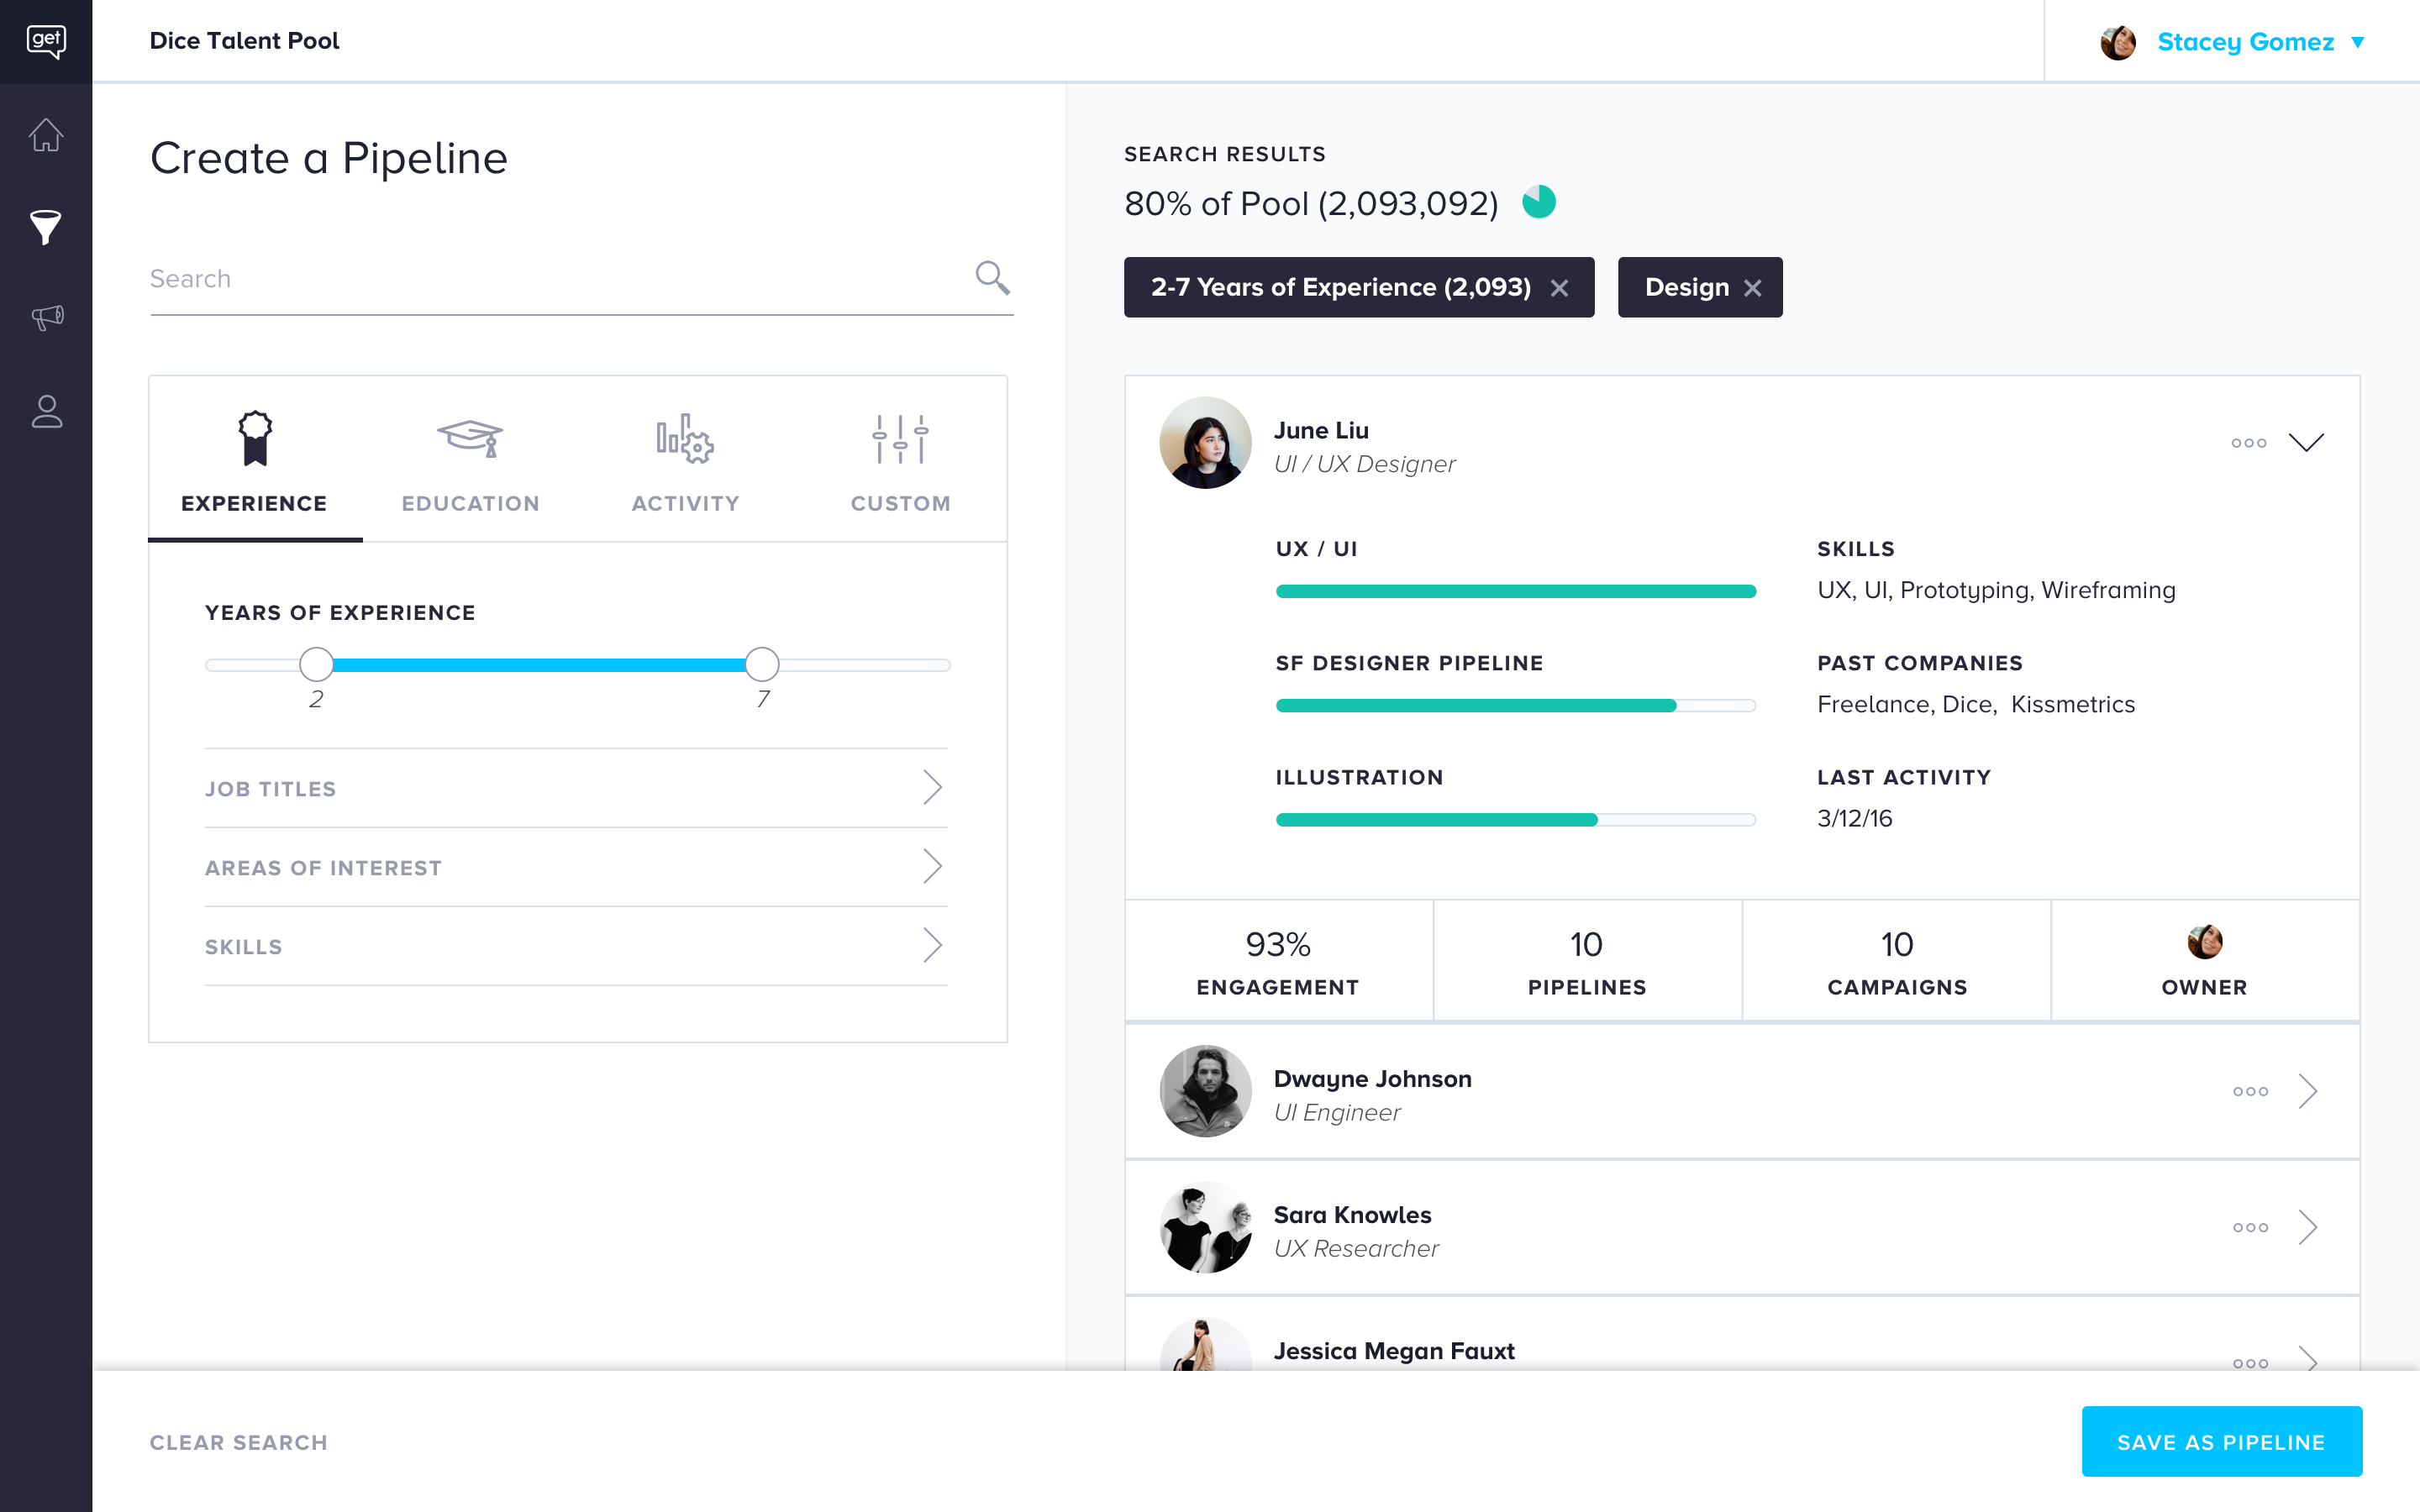 get
Dice Talent Pool
Stacey Gomez
Create a Pipeline
Search
EXPERIENCE
EDUCATION
ACTIVITY
CUSTOM
YEARS OF EXPERIENCE
2
7
JOB TITLES
AREAS OF INTEREST
SKILLS
SEARCH RESULTS
80% of Pool (2,093,092)
2-7 Years of Experience (2,093)
Design
June Liu
UI / UX Designer
UX / UI
SKILLS
UX, UI, Prototyping, Wireframing
SF DESIGNER PIPELINE
PAST COMPANIES
Freelance, Dice,  Kissmetrics
ILLUSTRATION
LAST ACTIVITY
3/12/16
93%
ENGAGEMENT
10
PIPELINES
10
CAMPAIGNS
OWNER
Dwayne Johnson
UI Engineer
Sara Knowles
UX Researcher
Jessica Megan Fauxt
CLEAR SEARCH
SAVE AS PIPELINE